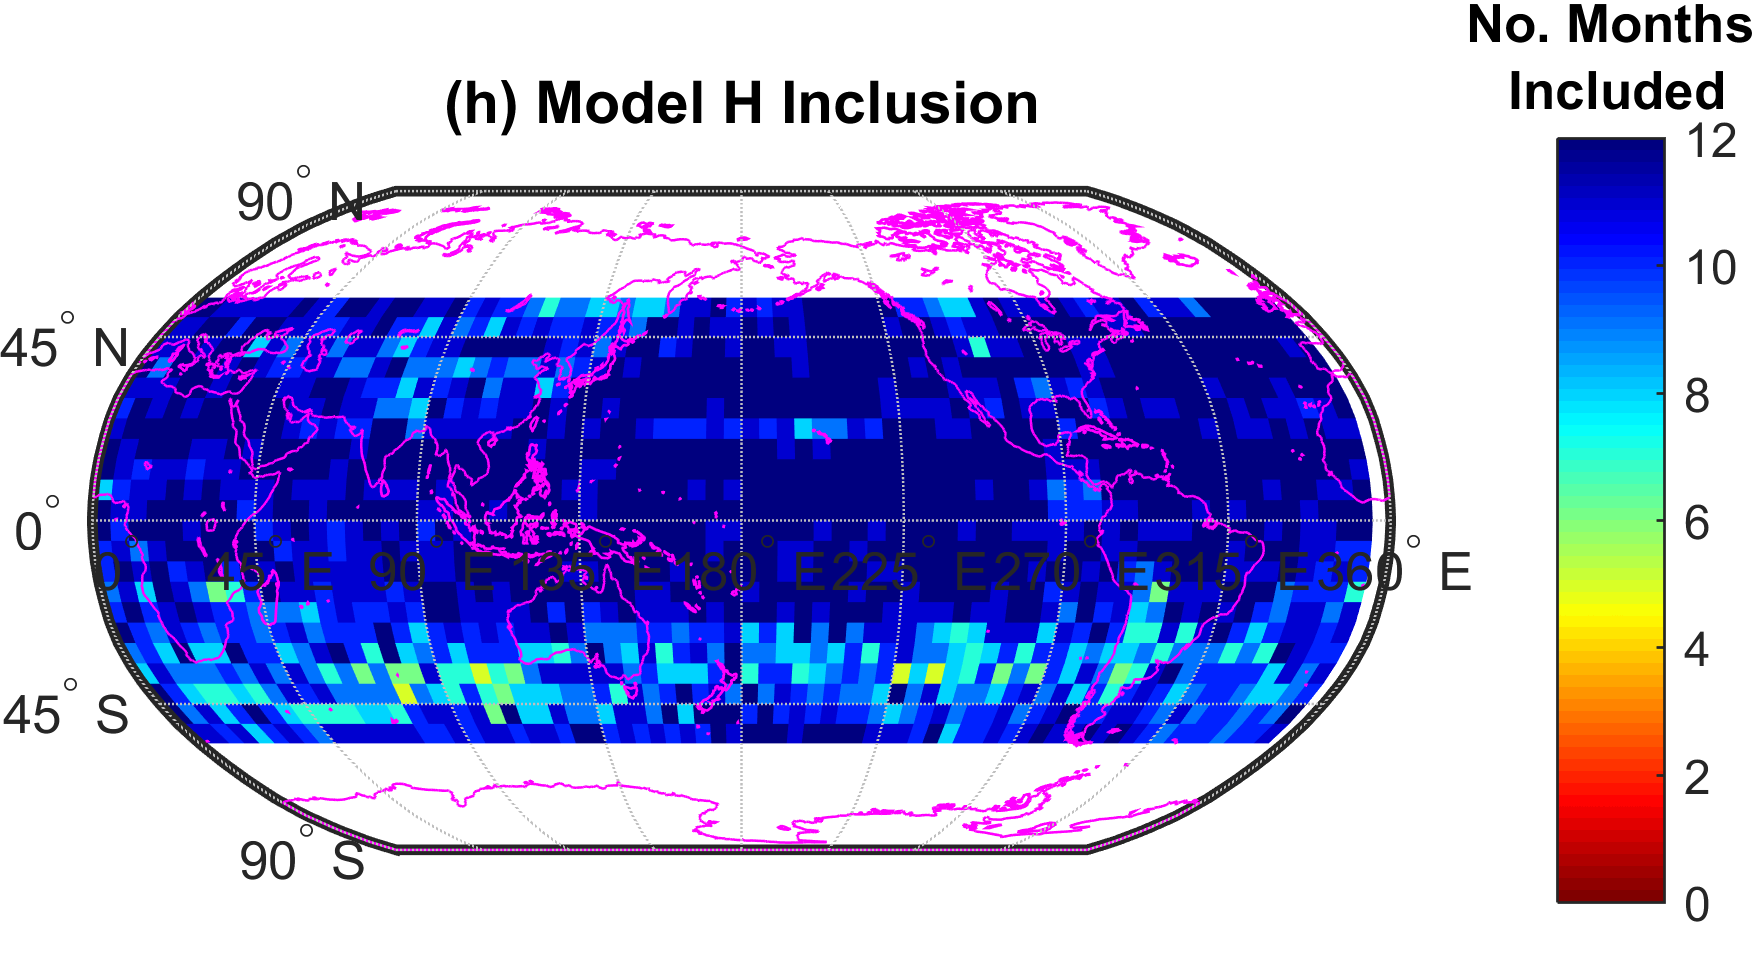 No. Months
Included
(h) Model H Inclusion
90° N
45° N
0°
45° S
90° S
0° 45° E 90° E 135° E 180° E 225° E 270° E 315° E 360° E
12
10
8
6
4
2
0